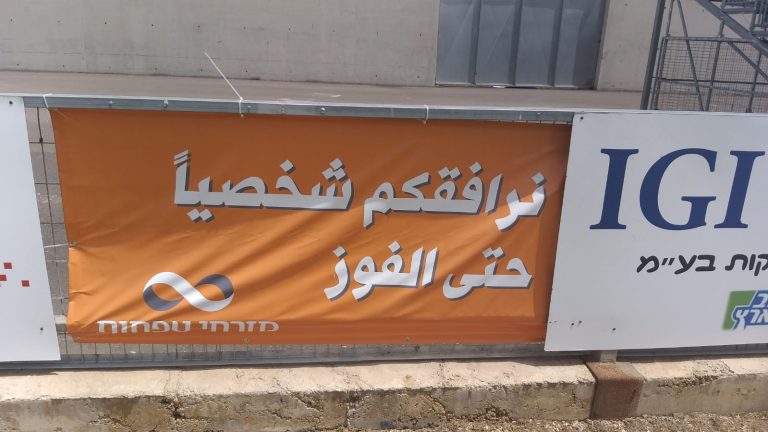 نرافقكم شخصياً
حتى الفوز
מזרחי טפחות
IGI
קות בע״מ